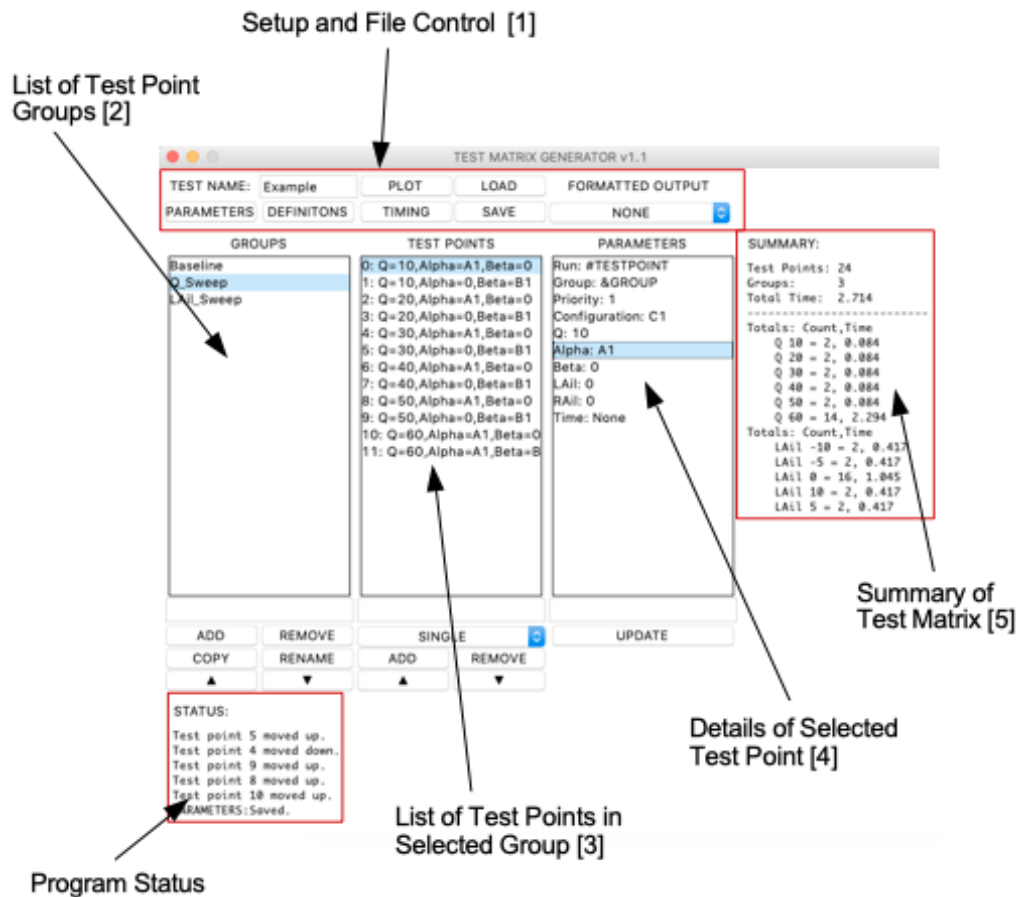 Setup and File Control [1]
List of Test Point
Groups [2]
TEST MATRIX GENERATOR v1.1
TEST NAME: Example PLOT LOAD FORMATTED OUTPUT
PARAMETERS DEFINITONS TIMING SAVE NONE
GROUPS
Baseline
Q_Sweep
LAil_Sweep
TEST POINTS
0: Q=10,Alpha=A1,Beta=0
1: Q=10,Alpha=0,Beta=B1
2: Q=20,Alpha=A1,Beta=0
3: Q=20,Alpha=0,Beta=B1
4: Q=30,Alpha=A1,Beta=0
5: Q=30,Alpha=0,Beta=B1
6: Q=40,Alpha=A1,Beta=0
7: Q=40,Alpha=0,Beta=B1
8: Q=50,Alpha=A1,Beta=0
9: Q=50,Alpha=0,Beta=B1
10: Q=60,Alpha=A1,Beta=0
11: Q=60,Alpha=A1,Beta=B
PARAMETERS
Run: #TESTPOINT
Group: &GROUP
Priority: 1
Configuration: C1
Q: 10
Alpha: A1
Beta: 0
LAil: 0
RAil: 0
Time: None
SUMMARY:
Test Points: 24
Groups: 3
Total Time: 2.714
--------------------------
Totals: Count,Time
Q 10 = 2, 0.084
Q 20 = 2, 0.084
Q 30 = 2, 0.084
Q 40 = 2, 0.084
Q 50 = 2, 0.084
Q 60 = 14, 2.294
Totals: Count,Time
LAil -10 = 2, 0.417
LAil -5 = 2, 0.417
LAil 0 = 16, 1.045
LAil 10 = 2, 0.417
LAil 5 = 2, 0.417
Summary of
Test Matrix [5]
ADD REMOVE SINGLE UPDATE
COPY RENAME ADD REMOVE
▲ ▼ ▲ ▼
STATUS:
Test point 5 moved up.
Test point 4 moved down.
Test point 9 moved up.
Test point 8 moved up.
Test point 10 moved up.
PARAMETERS:Saved.
Details of Selected
Test Point [4]
List of Test Points in
Selected Group [3]
Program Status